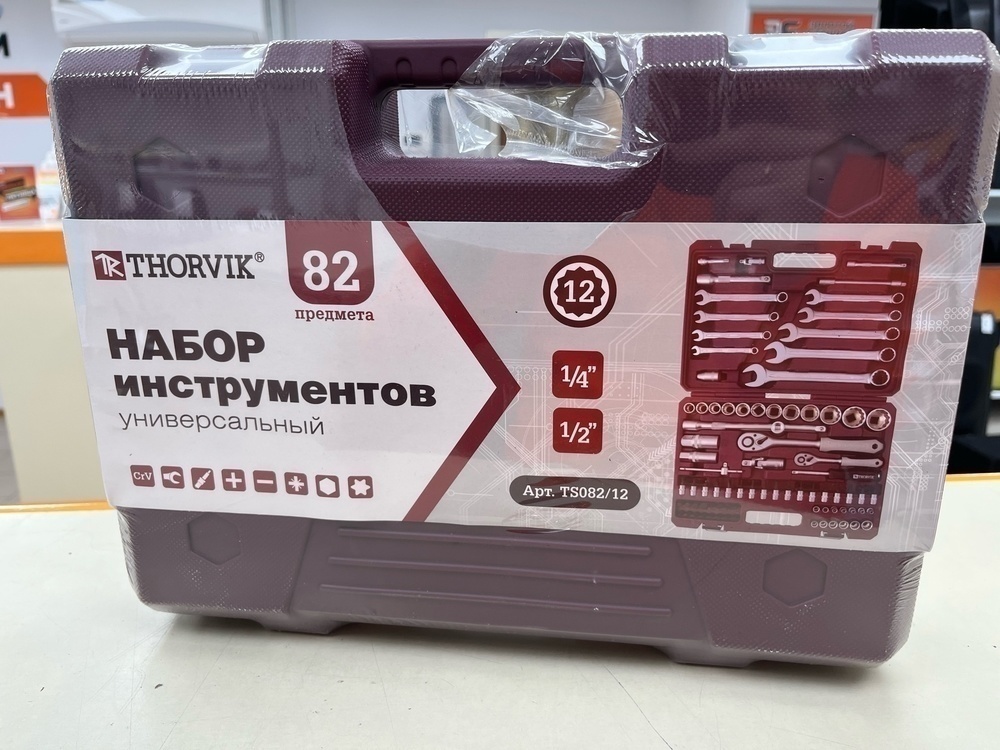 THORVIK®
82
предмета
НАБОР
инструментов
универсальный
CrV
12
1/4"
1/2"
Арт. TS082/12